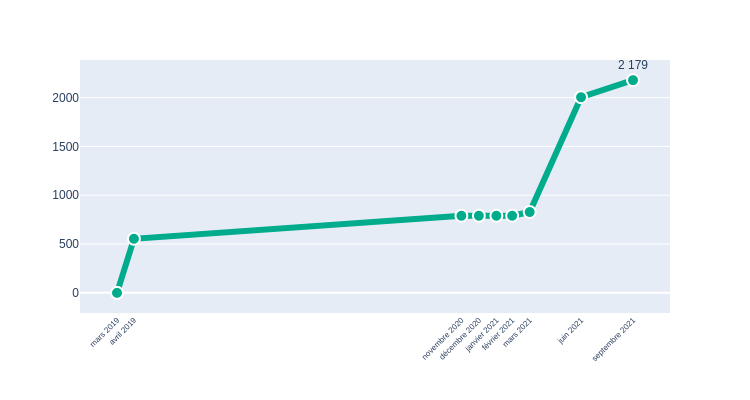 2 179
2000
1500
1000
500
0
mars 2019
avril 2019
novembre 2020
décembre 2020
janvier 2021
février 2021
mars 2021
juin 2021
septembre 2021